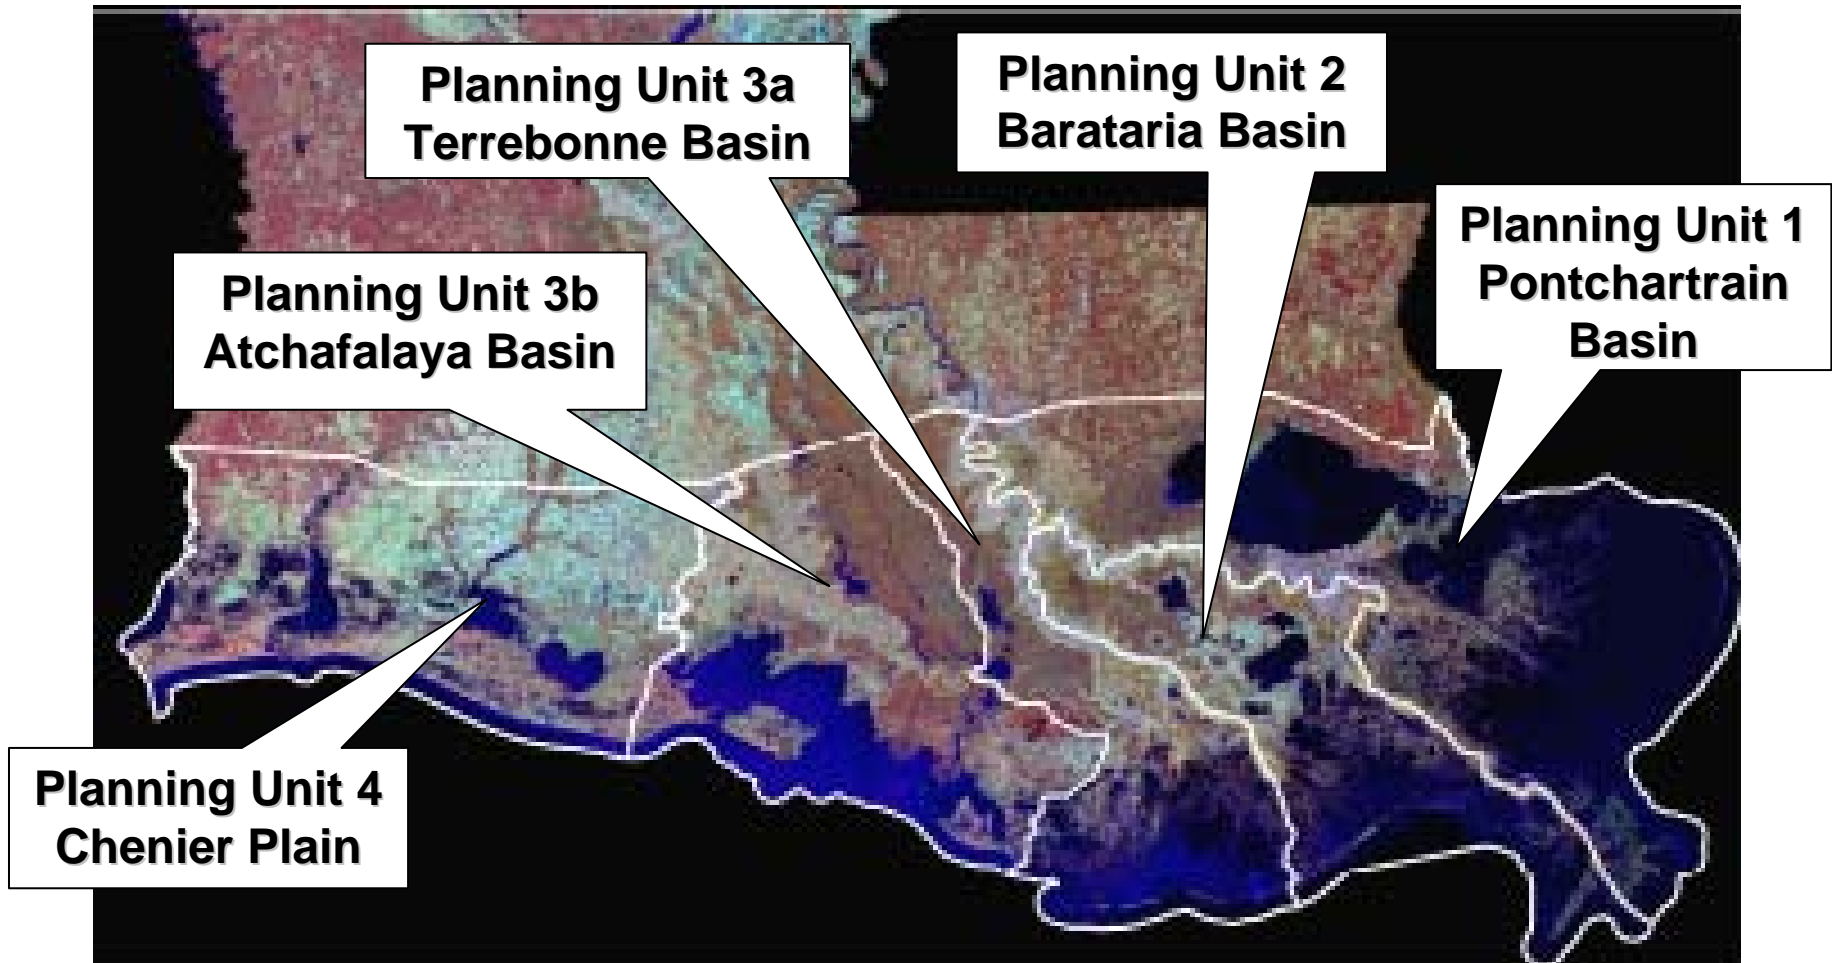 Planning Unit 3a
Terrebonne Basin
Planning Unit 2
Barataria Basin
Planning Unit 1
Pontchartrain
Basin
Planning Unit 3b
Atchafalaya Basin
Planning Unit 4
Chenier Plain